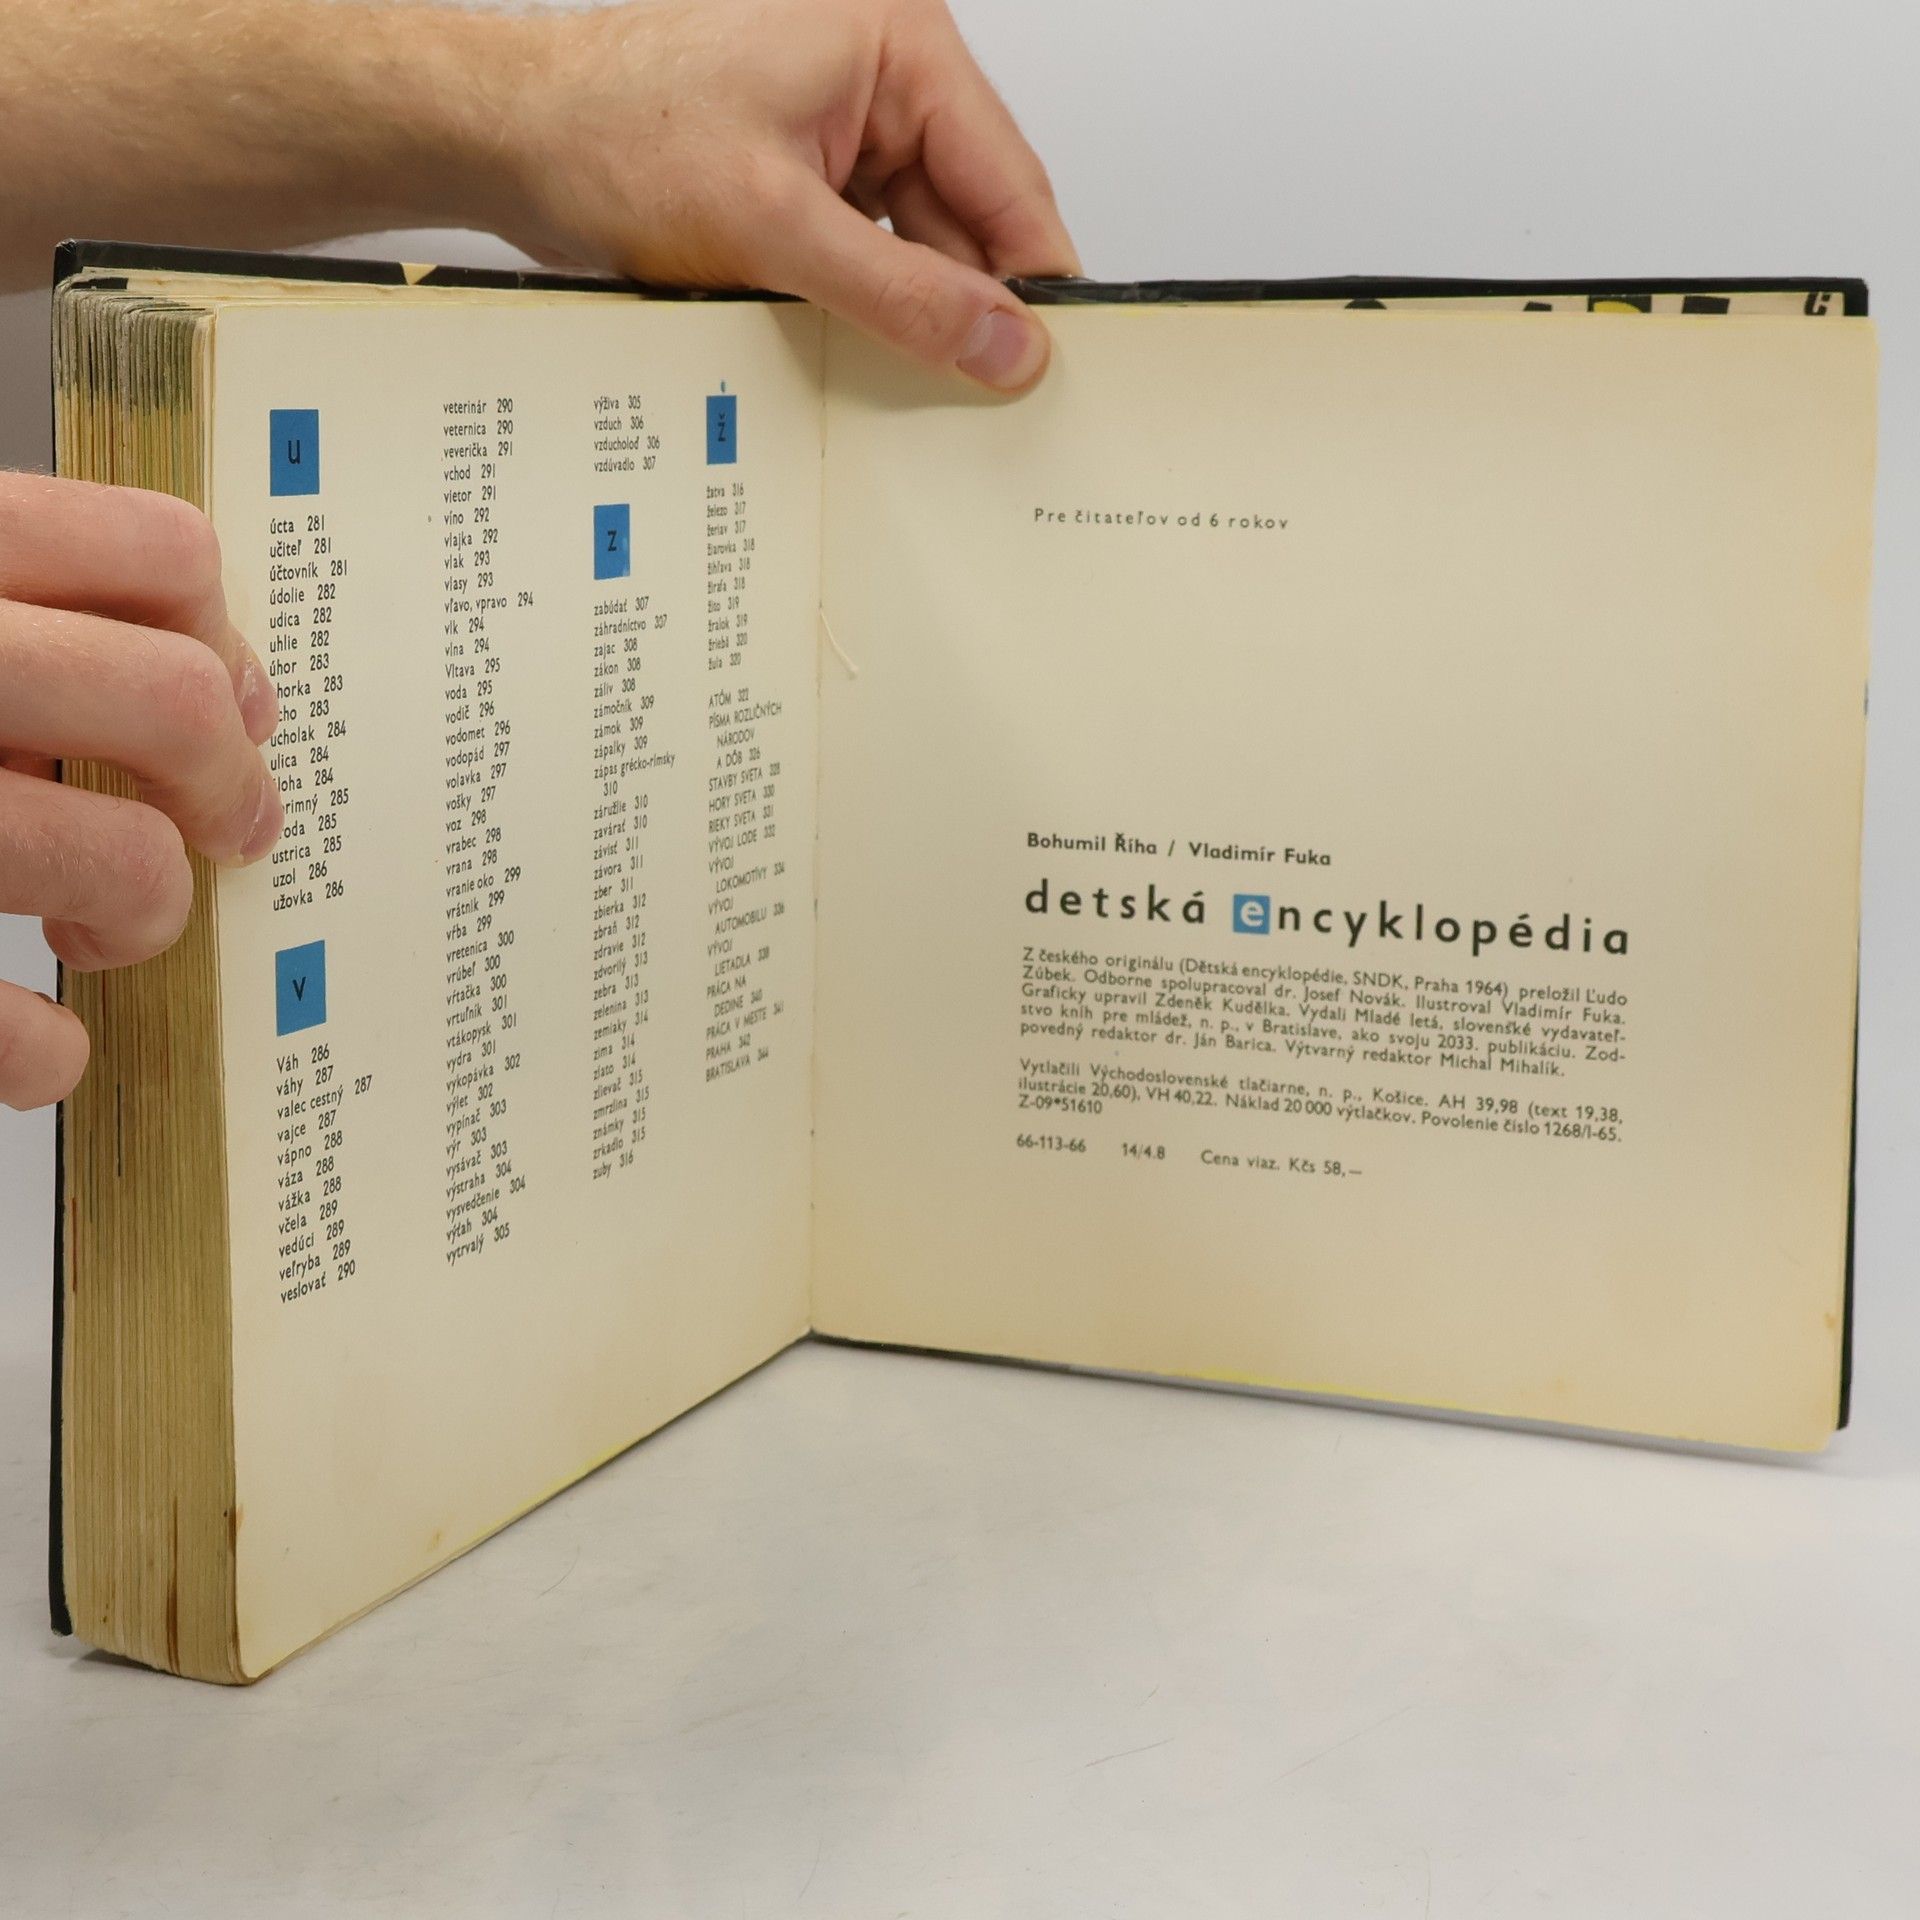 u
úcta 281
učiteľ 281
účtovník 281
údolie 282
udica 282
uhlie 282
úhor 283
horka 283
cho 283
ucholak 284
ulica 284
loha 284
primný 285
roda 285
ustrica 285
uzol 286
užovka 286
v
Váh 286
váhy 287
valec cestný 287
vajce 287
vápno 288
váza 288
vážka 288
včela 289
vedúci 289
veľryba 289
veslovať 290
veterinár 290
veternica 290
veverička 291
vchod 291
vietor 291
víno 292
vlajka 292
vlak 293
vlasy 293
vľavo, vpravo 294
vlk 294
vlna 294
Vltava 295
voda 295
vodič 296
vodomet 296
vodopád 297
volavka 297
vošky 297
voz 298
vrabec 298
vrana 298
vranie oko 299
vrátnik 299
vŕba 299
vretenica 300
vrúbeľ 300
vŕtačka 300
vrtuľník 301
vtákopysk 301
vydra 301
vykopávka 302
výlet 302
vypínač 303
výr 303
vysávač 303
výstraha 304
vysvedčenie 304
výťah 304
vytrvalý 305
výživa 305
vzduch 306
vzducholoď 306
vzdúvadlo 307
z
zabúdať 307
záhradníctvo 307
zajac 308
zákon 308
záliv 308
zámočník 309
zámok 309
zápalky 309
zápas grécko-rímsky
310
záružlie 310
zavárať 310
závisť 311
závora 311
zber 311
zbierka 312
zbraň 312
zdravie 312
zdvorilý 313
zebra 313
zelenina 313
zemiaky 314
zima 314
zlato 314
zlievač 315
zmrzlina 315
známky 315
zrkadlo 315
zuby 316
ž
žatva 316
železo 317
žeriav 317
žiarovka 318
žihľava 318
žirafa 318
žito 319
žralok 319
žriebä 320
žula 320
ATÓM 322
PÍSMA ROZLIČNÝCH
NÁRODOV
A DÔB 326
STAVBY SVETA 328
HORY SVETA 330
RIEKY SVETA 331
VÝVOJ LODE 332
VÝVOJ
LOKOMOTÍVY 334
VÝVOJ
AUTOMOBILU 336
VÝVOJ
LIETADLA 338
PRÁCA NA
DEDINE 340
PRÁCA V MESTE 341
PRAHA 342
BRATISLAVA 344
Pre čitateľov od 6 rokov
Bohumil Říha / Vladimír Fuka
detská encyklopédia
Z českého originálu (Dětská encyklopédie, SNDK, Praha 1964) preložil Ľudo
Zúbek. Odborne spolupracoval dr. Josef Novák. Ilustroval Vladimír Fuka.
Graficky upravil Zdeněk Kudělka. Vydali Mladé letá, slovenské vydavateľ-
stvo kníh pre mládež, n. p., v Bratislave, ako svoju 2033. publikáciu. Zod-
povedný redaktor dr. Ján Barica. Výtvarný redaktor Michal Mihalík.
Vytlačili Východoslovenské tlačiarne, n. p., Košice. AH 39,98 (text 19,38,
ilustrácie 20,60), VH 40,22. Náklad 20 000 výtlačkov. Povolenie číslo 1268/I-65.
Z-09*51610
66-113-66 14/4.8 Cena viaz. Kčs 58,—